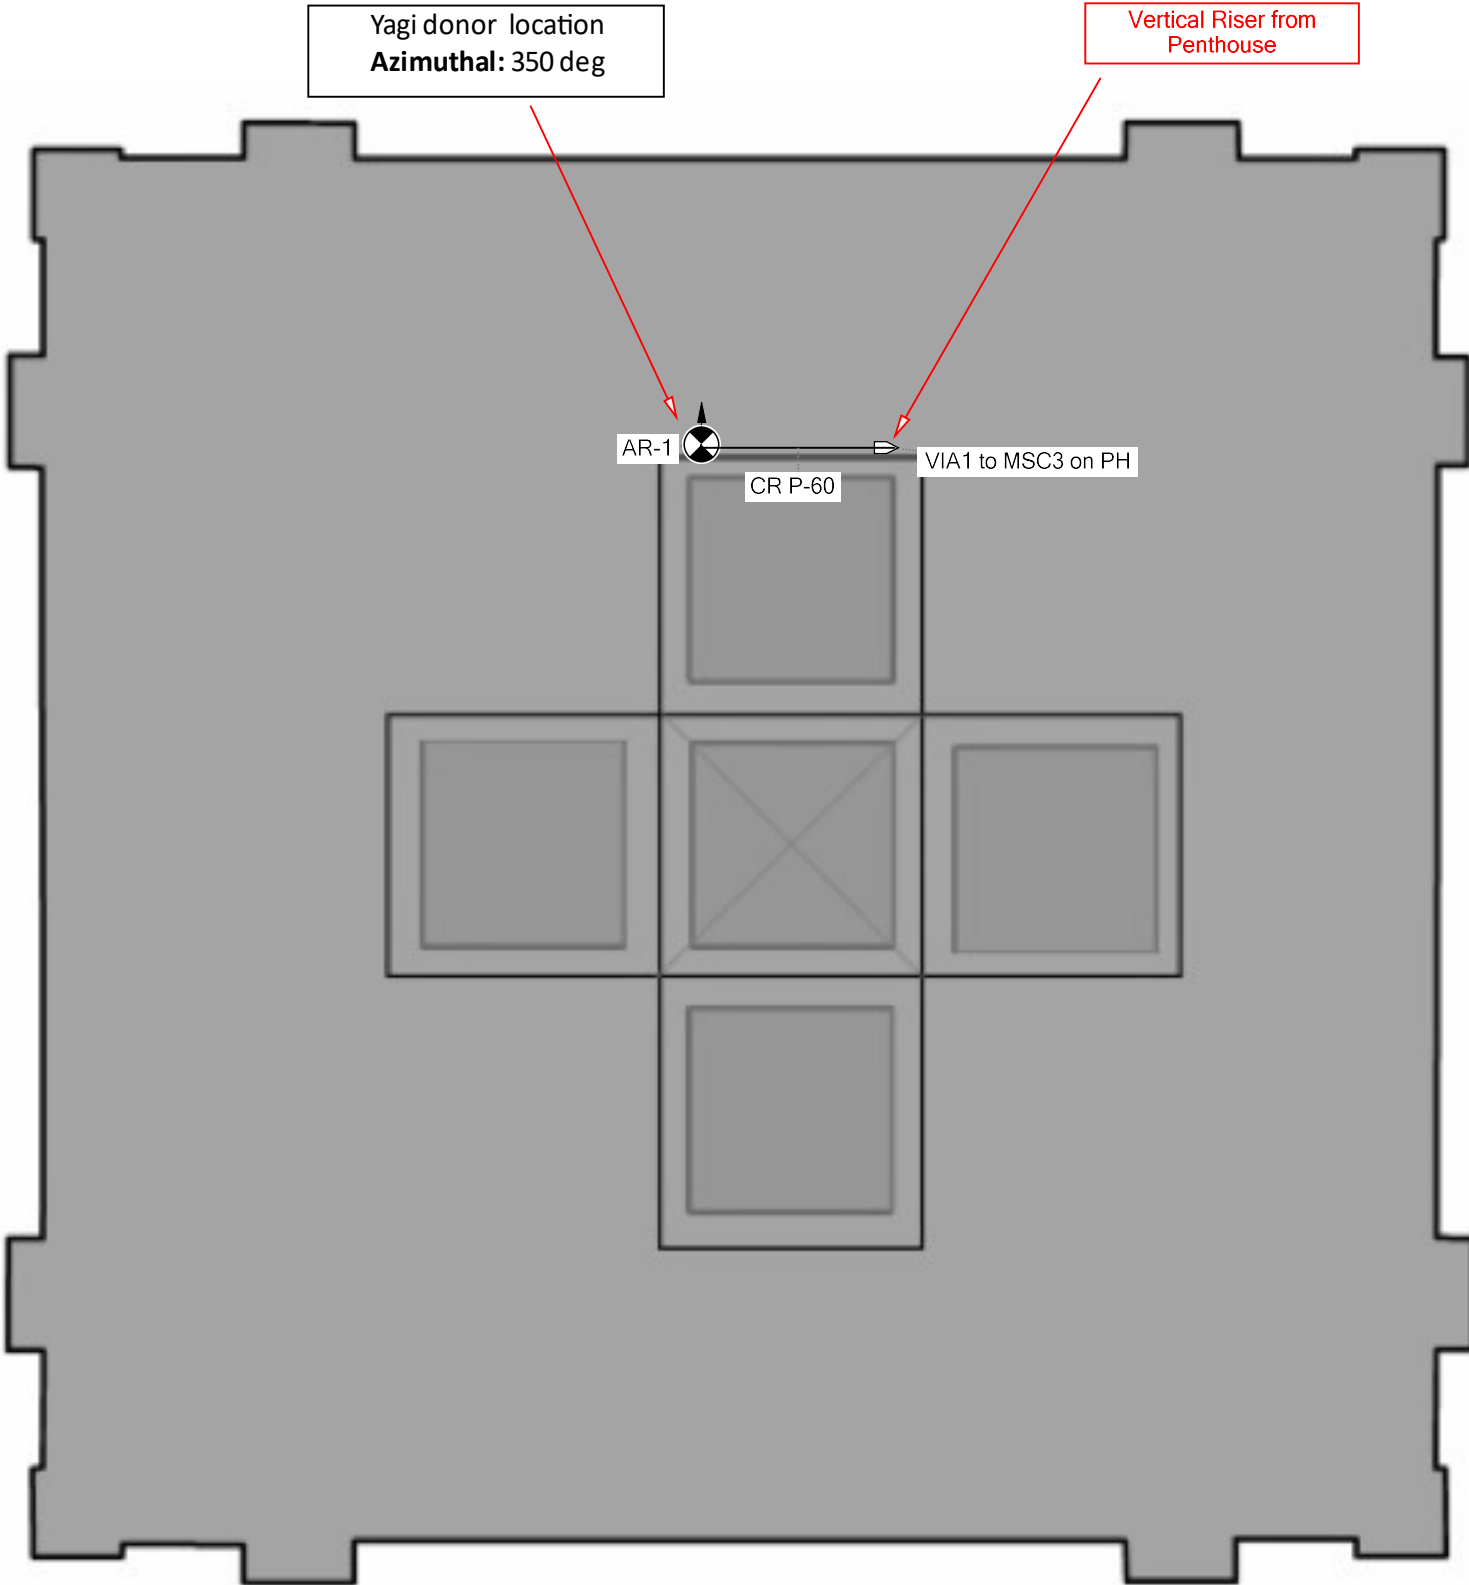 Yagi donor location
Azimuthal: 350 deg
Vertical Riser from
Penthouse
AR-1
VIA1 to MSC3 on PH
CR P-60